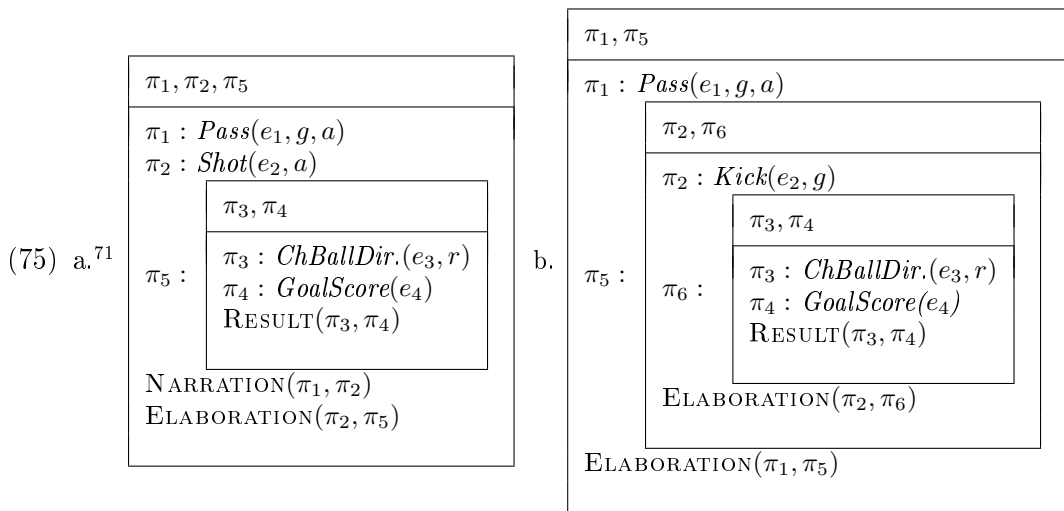 (75) a.⁷¹
π₁, π₂, π₅
π₁ : Pass(e₁, g, a)
π₂ : Shot(e₂, a)
π₅ :
π₃, π₄
π₃ : ChBallDir.(e₃, r)
π₄ : GoalScore(e₄)
RESULT(π₃, π₄)
NARRATION(π₁, π₂)
ELABORATION(π₂, π₅)
b.
π₁, π₅
π₁ : Pass(e₁, g, a)
π₅ :
π₂, π₆
π₂ : Kick(e₂, g)
π₆ :
π₃, π₄
π₃ : ChBallDir.(e₃, r)
π₄ : GoalScore(e₄)
RESULT(π₃, π₄)
ELABORATION(π₂, π₆)
ELABORATION(π₁, π₅)